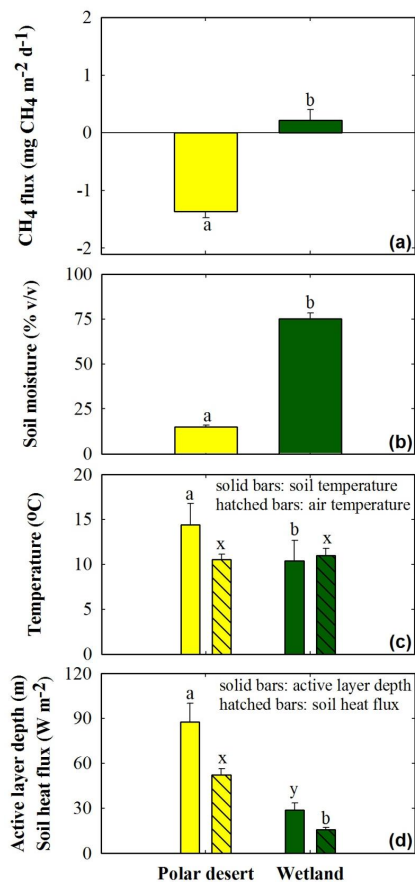 2
1
0
-1
-2
CH4 flux (mg CH4 m-2 d-1)
b
a
(a)
100
75
50
25
0
Soil moisture (% v/v)
a
b
(b)
20
15
10
5
0
Temperature (ºC)
solid bars: soil temperature
hatched bars: air temperature
a
x
b
x
(c)
120
90
60
30
0
Active layer depth (m)
Soil heat flux (W m-2)
solid bars: active layer depth
hatched bars: soil heat flux
a
x
y
b
(d)
Polar desert Wetland